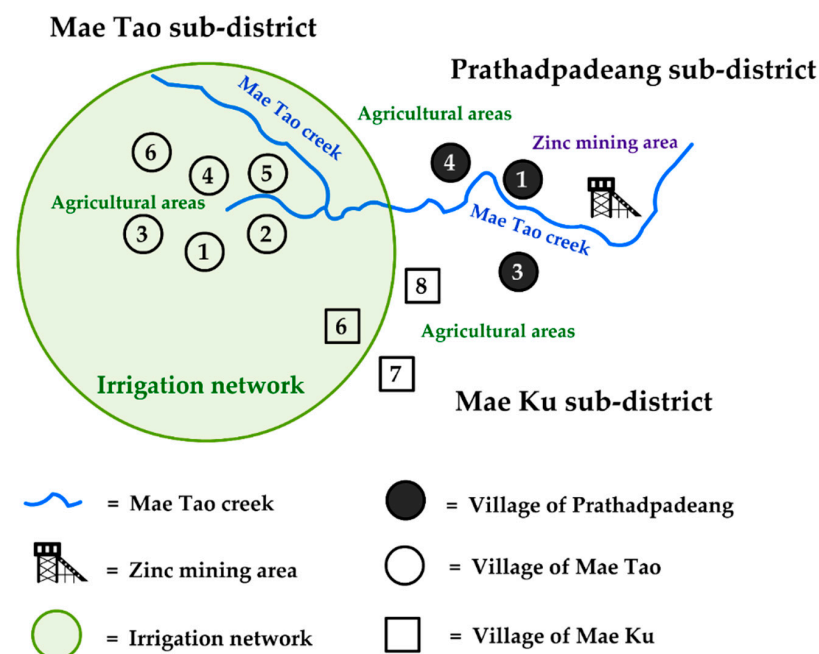 Mae Tao sub-district
Prathadpadeang sub-district
Mae Tao creek
Agricultural areas
Zinc mining area
6
4
5
4
1
Agricultural areas
Mae Tao creek
3
1
2
3
8
6
Agricultural areas
7
Irrigation network
Mae Ku sub-district
= Mae Tao creek
= Village of Prathadpadeang
= Zinc mining area
= Village of Mae Tao
= Irrigation network
= Village of Mae Ku